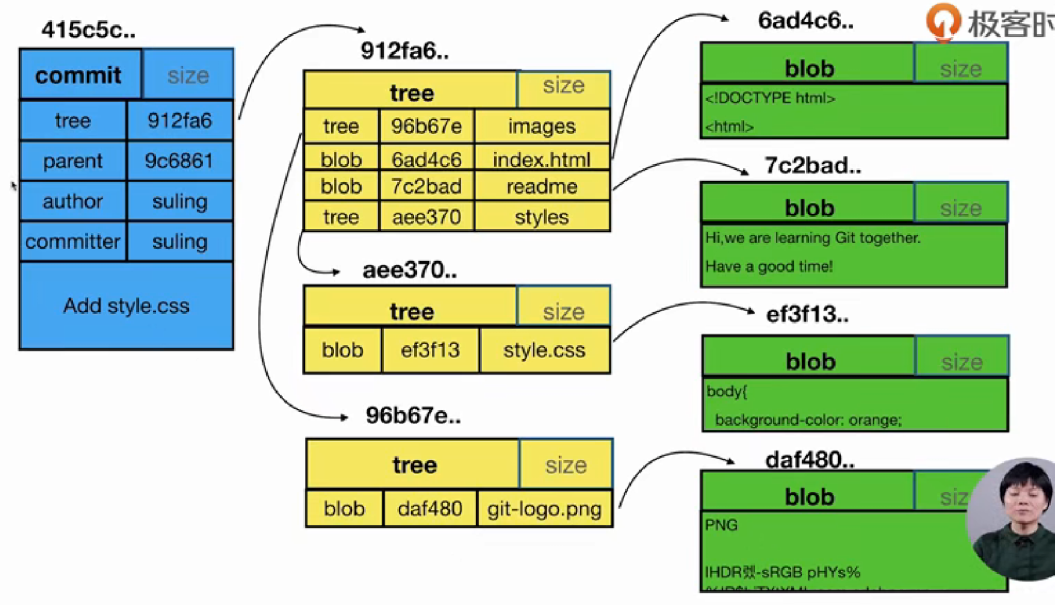 415c5c..
commit size
tree 912fa6
parent 9c6861
author suling
committer suling
Add style.css
912fa6..
tree size
tree 96b67e images
blob 6ad4c6 index.html
blob 7c2bad readme
tree aee370 styles
aee370..
tree size
blob ef3f13 style.css
96b67e..
tree size
blob daf480 git-logo.png
极客时
6ad4c6..
blob size
<!DOCTYPE html>
<html>
7c2bad..
blob size
Hi,we are learning Git together.
Have a good time!
ef3f13..
blob size
body{
background-color: orange;
daf480..
blob siz
PNG
IHDR -sRGB pHYs%